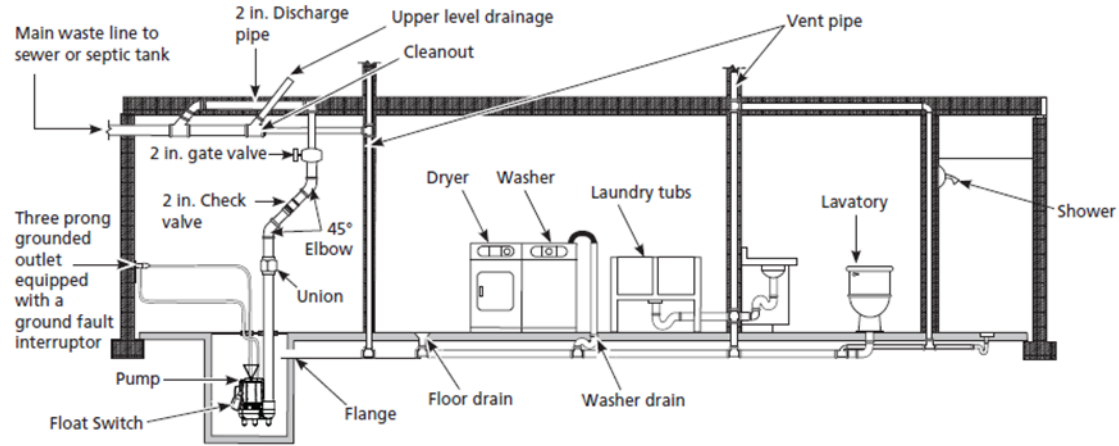 2 in. Discharge
pipe
Upper level drainage
Vent pipe
Main waste line to
sewer or septic tank
Cleanout
2 in. gate valve
Dryer
Washer
Laundry tubs
Lavatory
Shower
2 in. Check
valve
45°
Elbow
Three prong
grounded
outlet
equipped
with a
ground fault
interruptor
Union
Pump
Float Switch
Flange
Floor drain
Washer drain